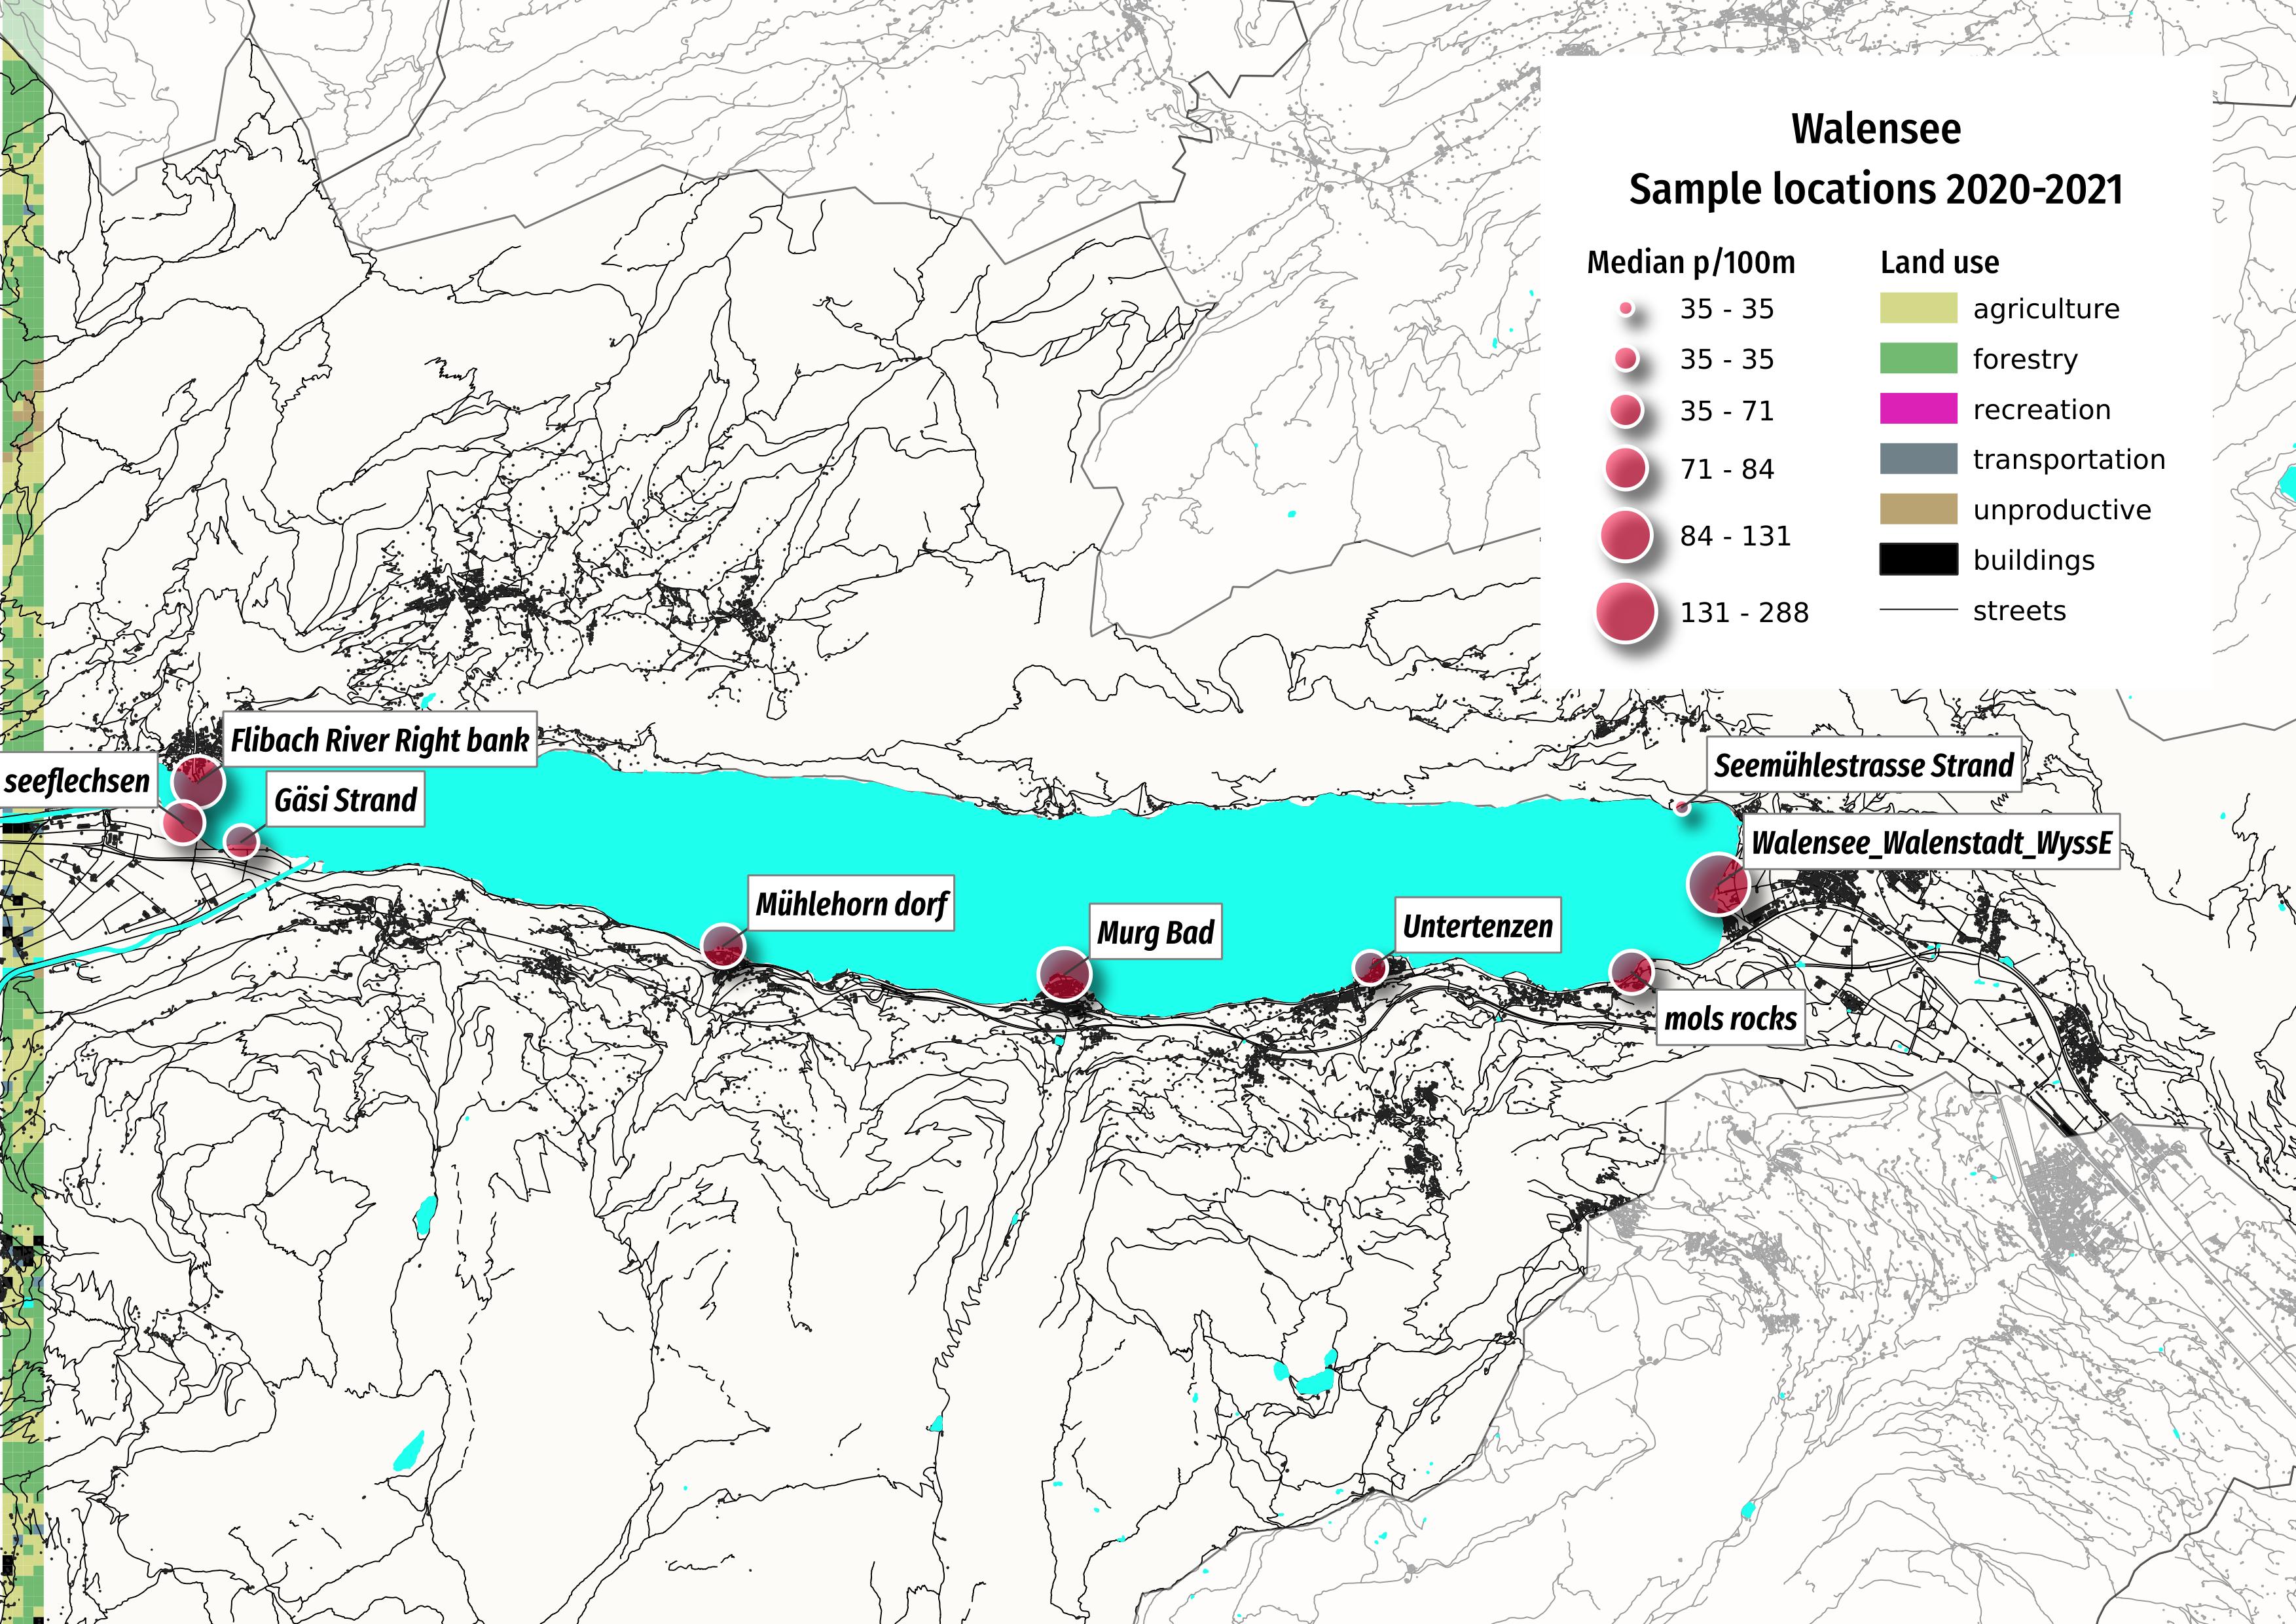 Walensee
Sample locations 2020-2021
Median p/100m
35 - 35
35 - 35
35 - 71
71 - 84
84 - 131
131 - 288
Land use
agriculture
forestry
recreation
transportation
unproductive
buildings
streets
Flibach River Right bank
seeflechsen
Gäsi Strand
Seemühlestrasse Strand
Walensee_Walenstadt_WyssE
Mühlehorn dorf
Murg Bad
Untertenzen
mols rocks